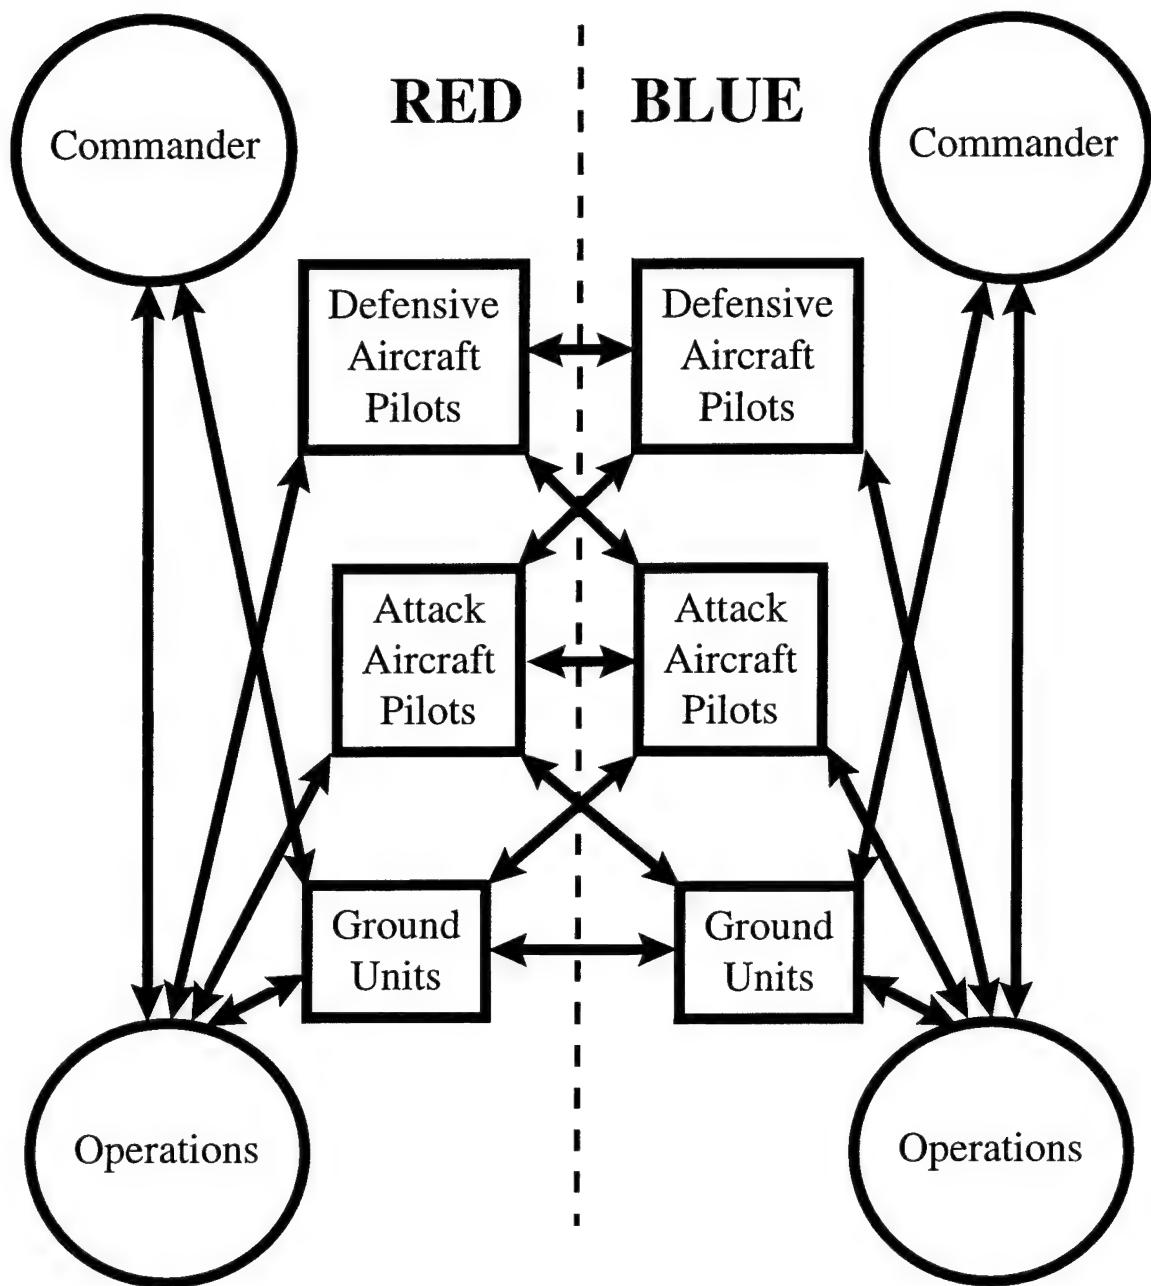 RED
BLUE
Commander
Commander
Defensive
Aircraft
Pilots
Defensive
Aircraft
Pilots
Attack
Aircraft
Pilots
Attack
Aircraft
Pilots
Ground
Units
Ground
Units
Operations
Operations